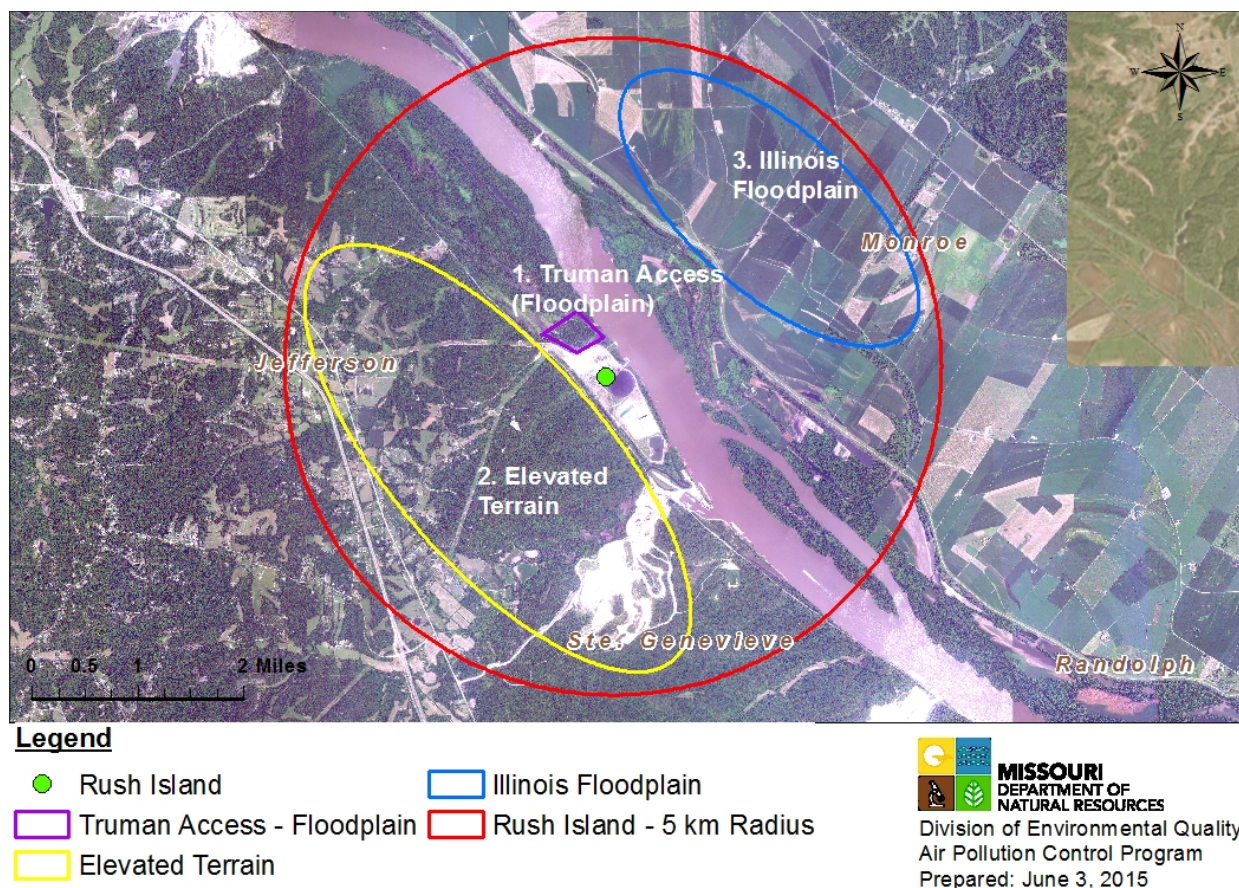 N
W
E
S
3. Illinois
Floodplain
Monroe
1. Truman Access
(Floodplain)
Jefferson
2. Elevated
Terrain
Ste. Genevieve
Randolph
0 0.5 1 2 Miles
Legend
Rush Island
Illinois Floodplain
Truman Access - Floodplain
Rush Island - 5 km Radius
Elevated Terrain
MISSOURI
DEPARTMENT OF
NATURAL RESOURCES
Division of Environmental Quality
Air Pollution Control Program
Prepared: June 3, 2015